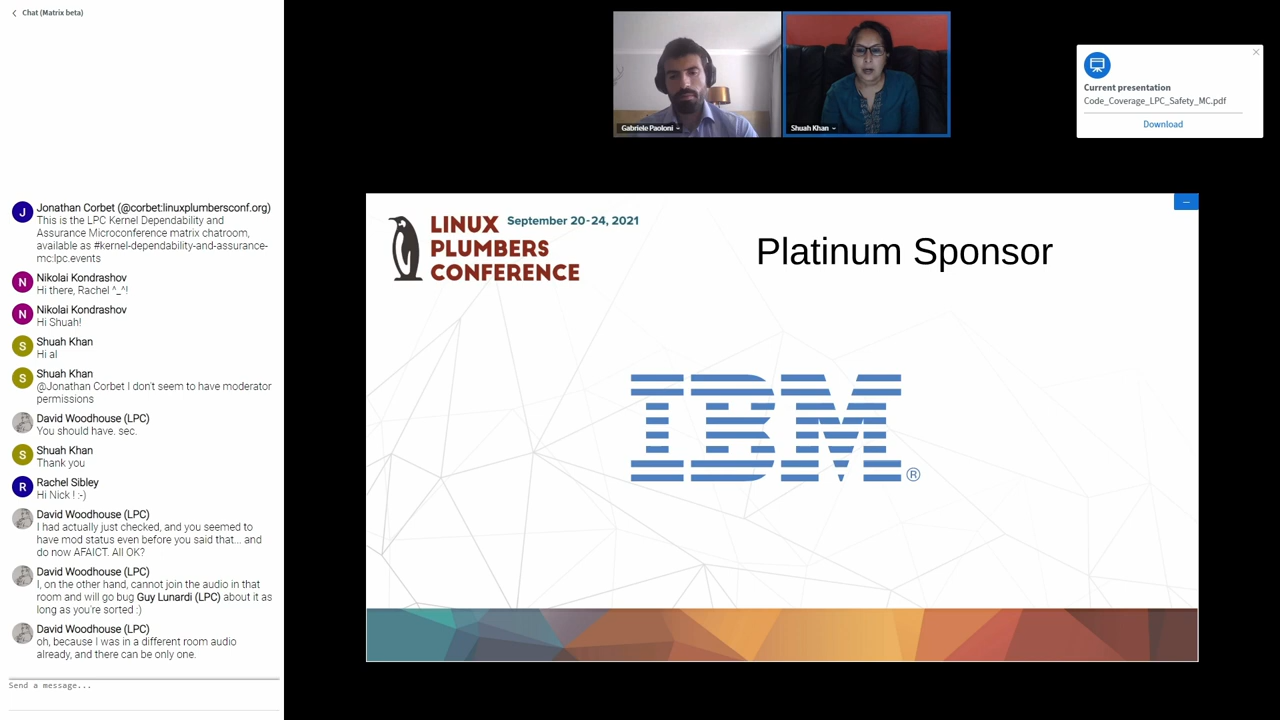 Chat (Matrix beta)
Jonathan Corbet (@corbet:linuxplumbersconf.org)
This is the LPC Kernel Dependability and
Assurance Microconference matrix chatroom,
available as #kernel-dependability-and-assurance-
mc:lpc.events
N
Nikolai Kondrashov
Hi there, Rachel ^_^!
N
Nikolai Kondrashov
Hi Shuah!
S
Shuah Khan
Hi al
S
Shuah Khan
@Jonathan Corbet I don't seem to have moderator
permissions
David Woodhouse (LPC)
You should have. sec.
S
Shuah Khan
Thank you
R
Rachel Sibley
Hi Nick ! :-)
David Woodhouse (LPC)
I had actually just checked, and you seemed to
have mod status even before you said that... and
do now AFAICT. All OK?
David Woodhouse (LPC)
I, on the other hand, cannot join the audio in that
room and will go bug Guy Lunardi (LPC) about it as
long as you're sorted :)
David Woodhouse (LPC)
oh, because I was in a different room audio
already, and there can be only one.
Send a message...
Gabriele Paoloni
Shuah Khan
Current presentation
Code_Coverage_LPC_Safety_MC.pdf
Download
LINUX
PLUMBERS
CONFERENCE
September 20-24, 2021
Platinum Sponsor
IBM®